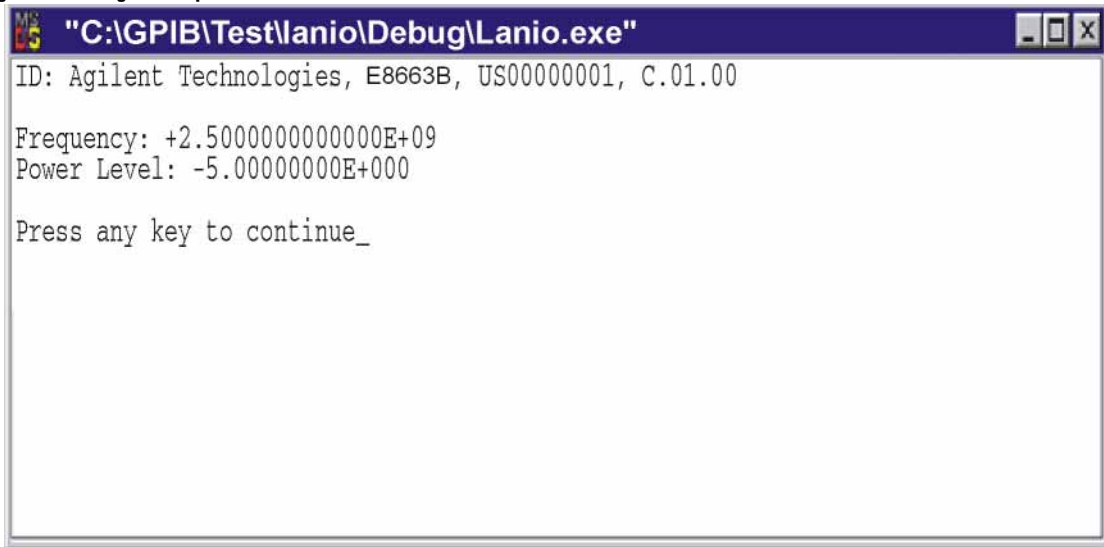 "C:\GPIB\Test\lanio\Debug\Lanio.exe"
ID: Agilent Technologies, E8663B, US00000001, C.01.00
Frequency: +2.5000000000000E+09
Power Level: -5.00000000E+000
Press any key to continue_